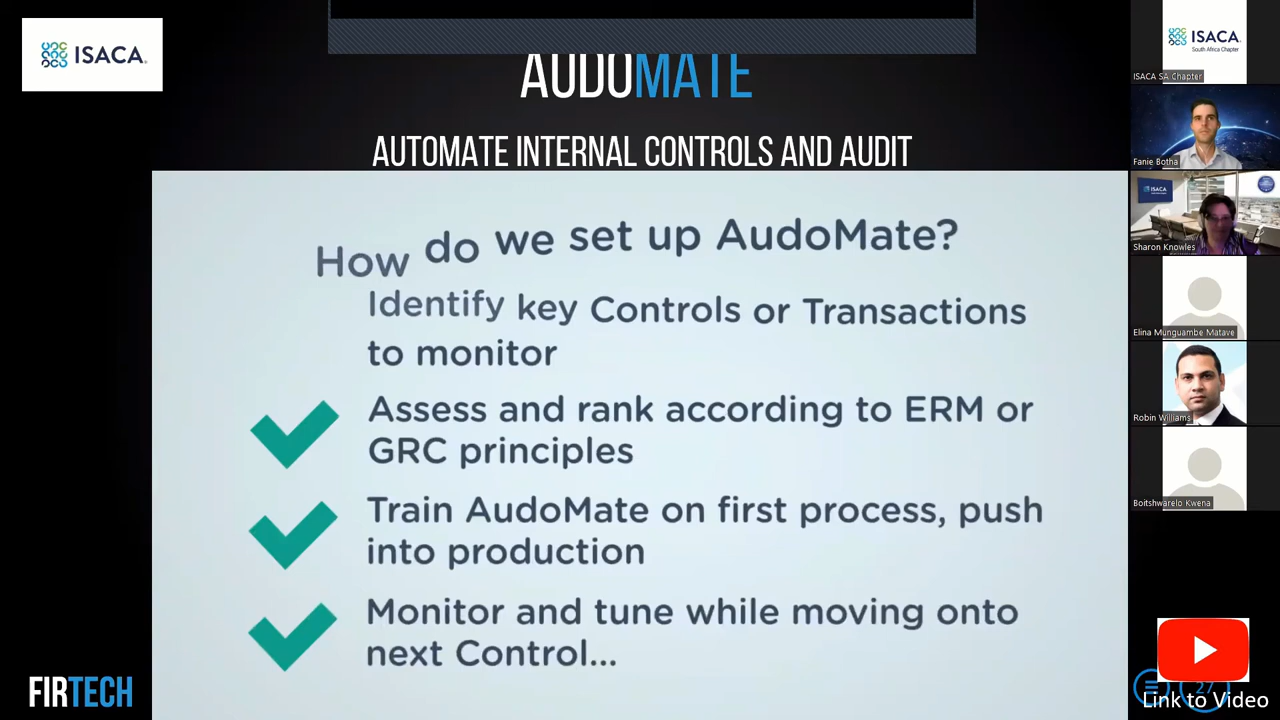 ISACA
AUDOMATE
AUTOMATE INTERNAL CONTROLS AND AUDIT
How do we set up AudoMate?
Identify key Controls or Transactions
to monitor
Assess and rank according to ERM or
GRC principles
Train AudoMate on first process, push
into production
Monitor and tune while moving onto
next Control...
FIRTECH
ISACA
South Africa Chapter
ISACA SA Chapter
Fanie Botha
ISACA
Sharon Knowles
Elina Munguambe Matave
Robin Williams
Boitshwarelo Kwena
27
Link to Video